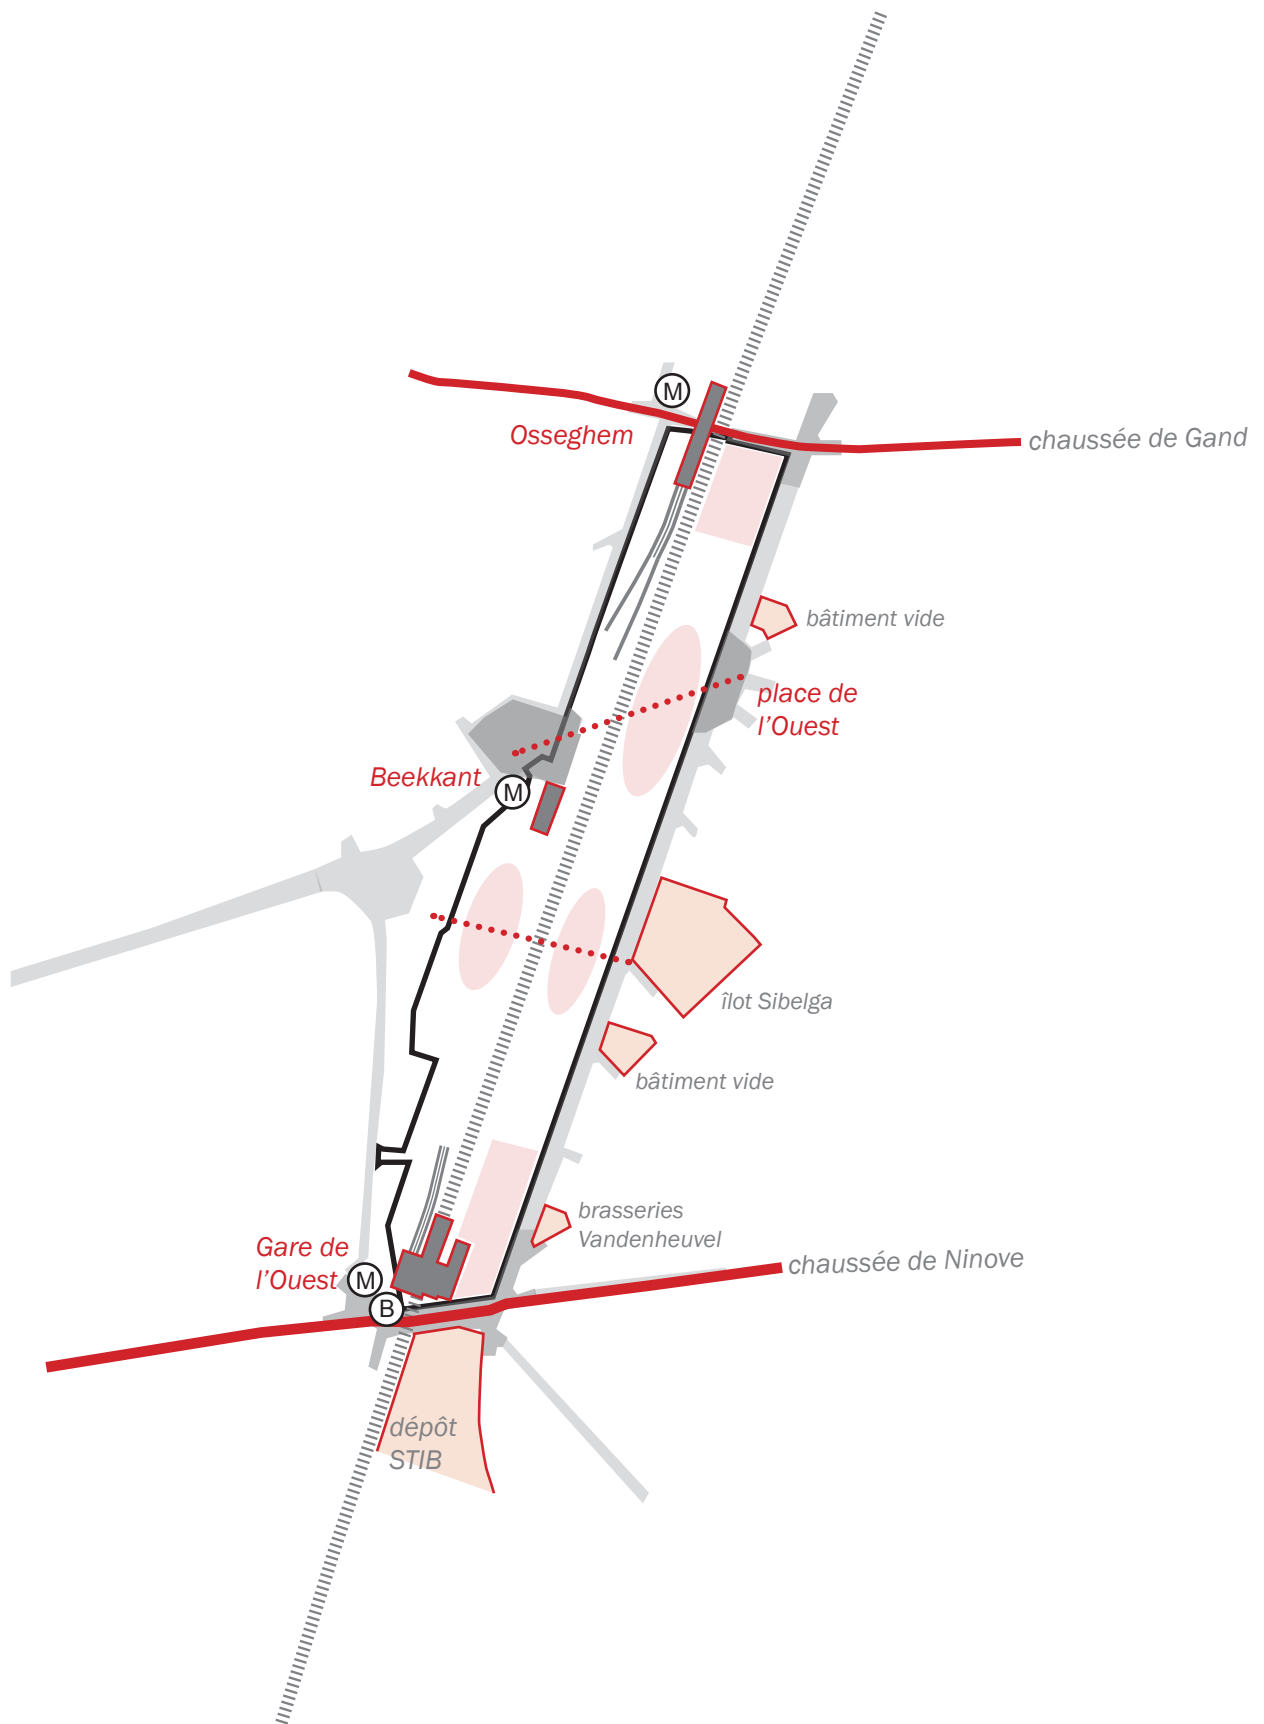 M
Osseghem
chaussée de Gand
bâtiment vide
place de
l'Ouest
Beekkant
M
îlot Sibelga
bâtiment vide
brasseries
Vandenheuvel
Gare de
l'Ouest
M
chaussée de Ninove
B
dépôt
STIB